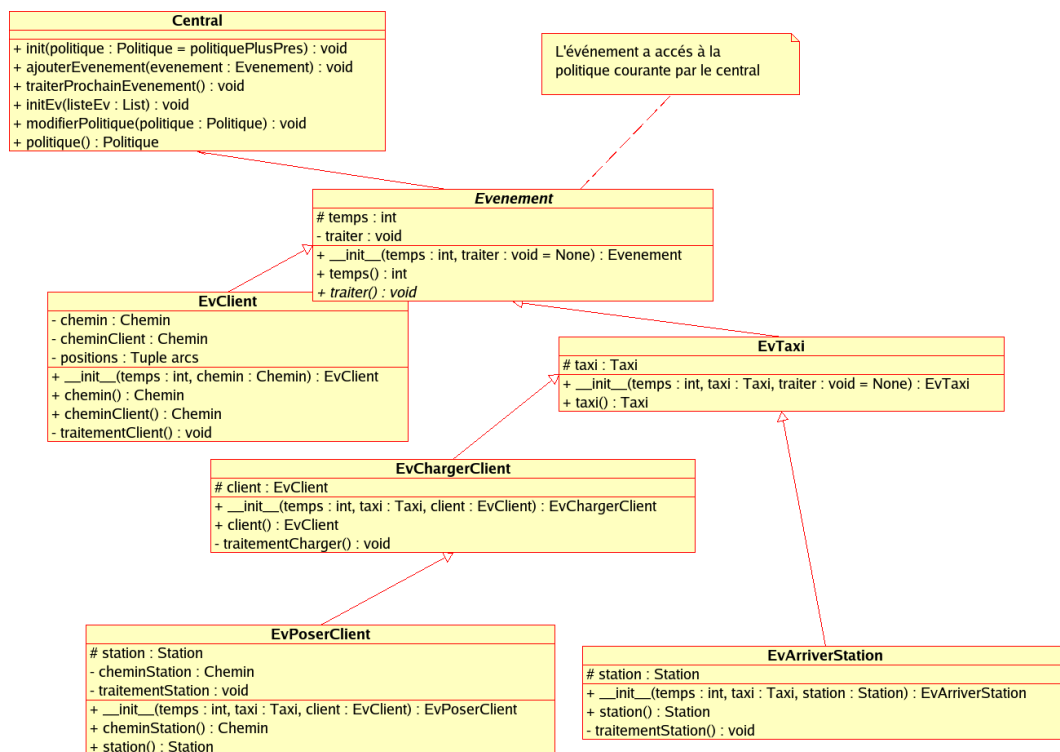 Central
+ init(politique : Politique = politiquePlusPres) : void
+ ajouterEvenement(evenement : Evenement) : void
+ traiterProchainEvenement() : void
+ initEv(listeEv : List) : void
+ modifierPolitique(politique : Politique) : void
+ politique() : Politique
L'événement a accés à la
politique courante par le central
Evenement
# temps : int
- traiter : void
+ __init__(temps : int, traiter : void = None) : Evenement
+ temps() : int
+ traiter() : void
EvClient
- chemin : Chemin
- cheminClient : Chemin
- positions : Tuple arcs
+ __init__(temps : int, chemin : Chemin) : EvClient
+ chemin() : Chemin
+ cheminClient() : Chemin
- traitementClient() : void
EvTaxi
# taxi : Taxi
+ __init__(temps : int, taxi : Taxi, traiter : void = None) : EvTaxi
+ taxi() : Taxi
EvChargerClient
# client : EvClient
+ __init__(temps : int, taxi : Taxi, client : EvClient) : EvChargerClient
+ client() : EvClient
- traitementCharger() : void
EvPoserClient
# station : Station
- cheminStation : Chemin
- traitementStation : void
+ __init__(temps : int, taxi : Taxi, client : EvClient) : EvPoserClient
+ cheminStation() : Chemin
+ station() : Station
EvArriverStation
# station : Station
+ __init__(temps : int, taxi : Taxi, station : Station) : EvArriverStation
+ station() : Station
- traitementStation() : void